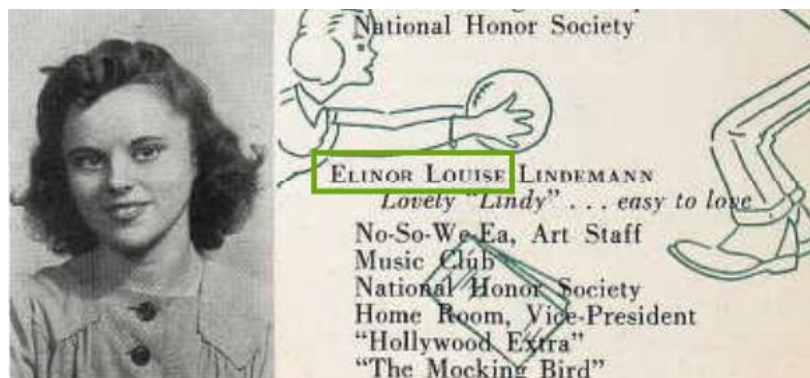 National Honor Society
ELINOR LOUISE LINDEMANN
Lovely "Lindy" . . . easy to love
No-So-We-Ea, Art Staff
Music Club
National Honor Society
Home Room, Vice-President
"Hollywood Extra"
"The Mocking Bird"